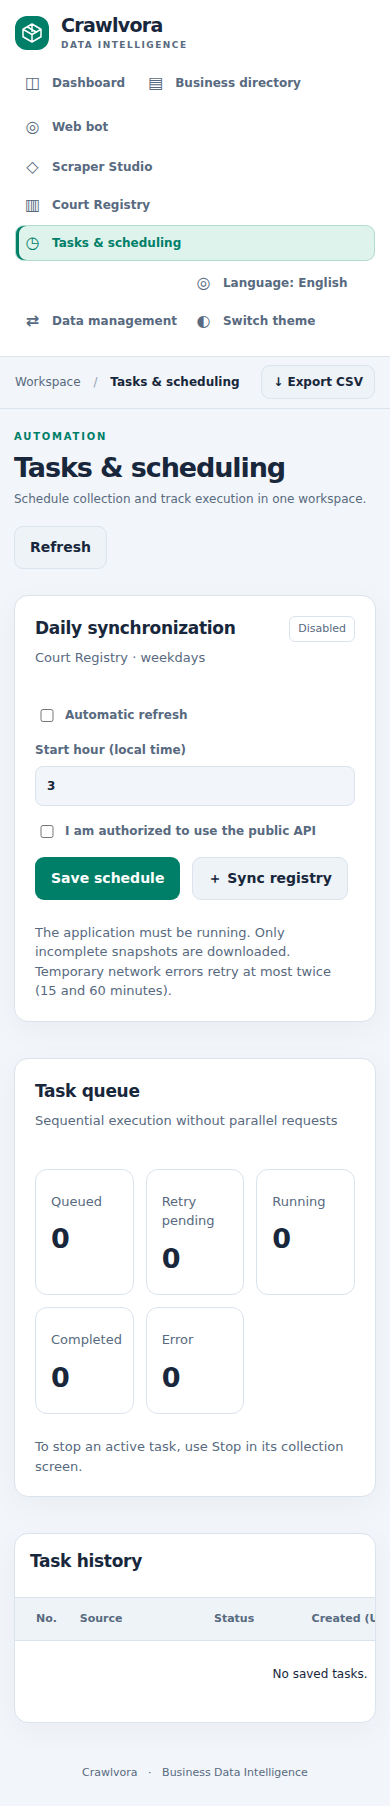 Crawlvora
DATA INTELLIGENCE
Dashboard
Business directory
Web bot
Scraper Studio
Court Registry
Tasks & scheduling
Language: English
Data management
Switch theme
Workspace / Tasks & scheduling
↓ Export CSV
AUTOMATION
Tasks & scheduling
Schedule collection and track execution in one workspace.
Refresh
Daily synchronization
Disabled
Court Registry · weekdays
Automatic refresh
Start hour (local time)
3
I am authorized to use the public API
Save schedule
+ Sync registry
The application must be running. Only
incomplete snapshots are downloaded.
Temporary network errors retry at most twice
(15 and 60 minutes).
Task queue
Sequential execution without parallel requests
Queued
0
Retry
pending
0
Running
0
Completed
0
Error
0
To stop an active task, use Stop in its collection
screen.
Task history
No. Source Status Created (U
No saved tasks.
Crawlvora · Business Data Intelligence